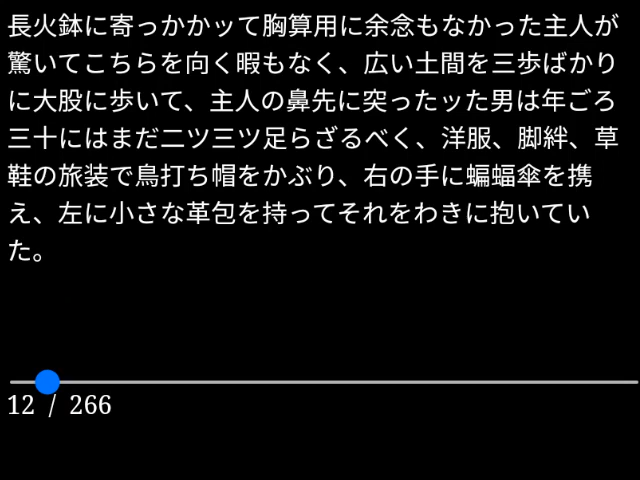 長火鉢に寄っかかッて胸算用に余念もなかった主人が
驚いてこちらを向く暇もなく、広い土間を三歩ばかり
に大股に歩いて、主人の鼻先に突ったッた男は年ごろ
三十にはまだ二ツ三ツ足らざるべく、洋服、脚絆、草
鞋の旅装で鳥打ち帽をかぶり、右の手に蝙蝠傘を携
え、左に小さな革包を持ってそれをわきに抱いてい
た。
12 / 266